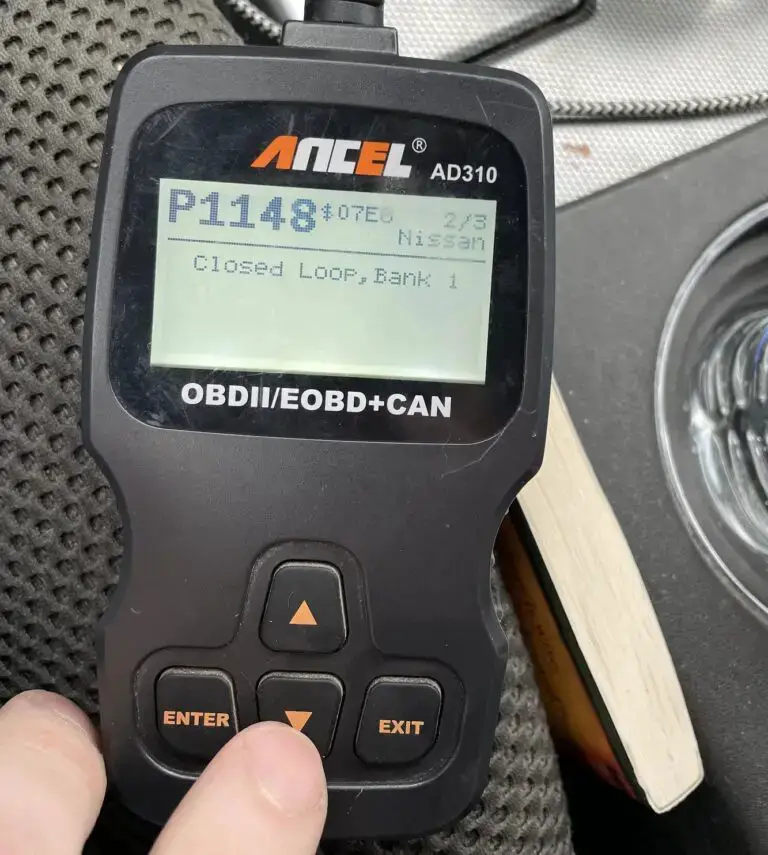 ANCEL®
AD310
P1148 $07E8 2/3
Nissan
Closed Loop,Bank 1
OBDII/EOBD+CAN
ENTER
EXIT